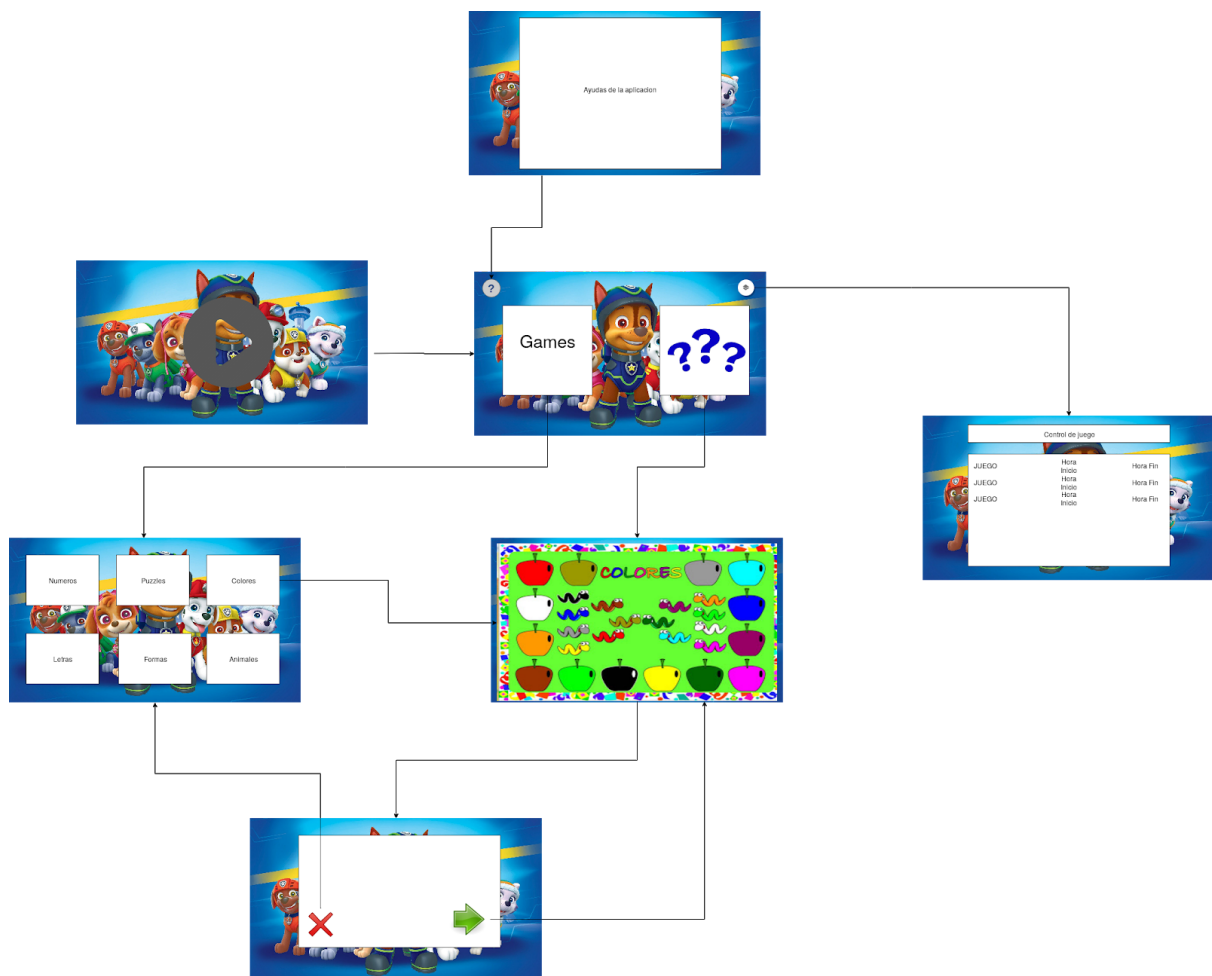 Ayudas de la aplicacion
?
Games
???
Control de juego
JUEGO Hora Inicio Hora Fin
JUEGO Hora Inicio Hora Fin
JUEGO Hora Inicio Hora Fin
Numeros Puzzles Colores
Letras Formas Animales
COLORES